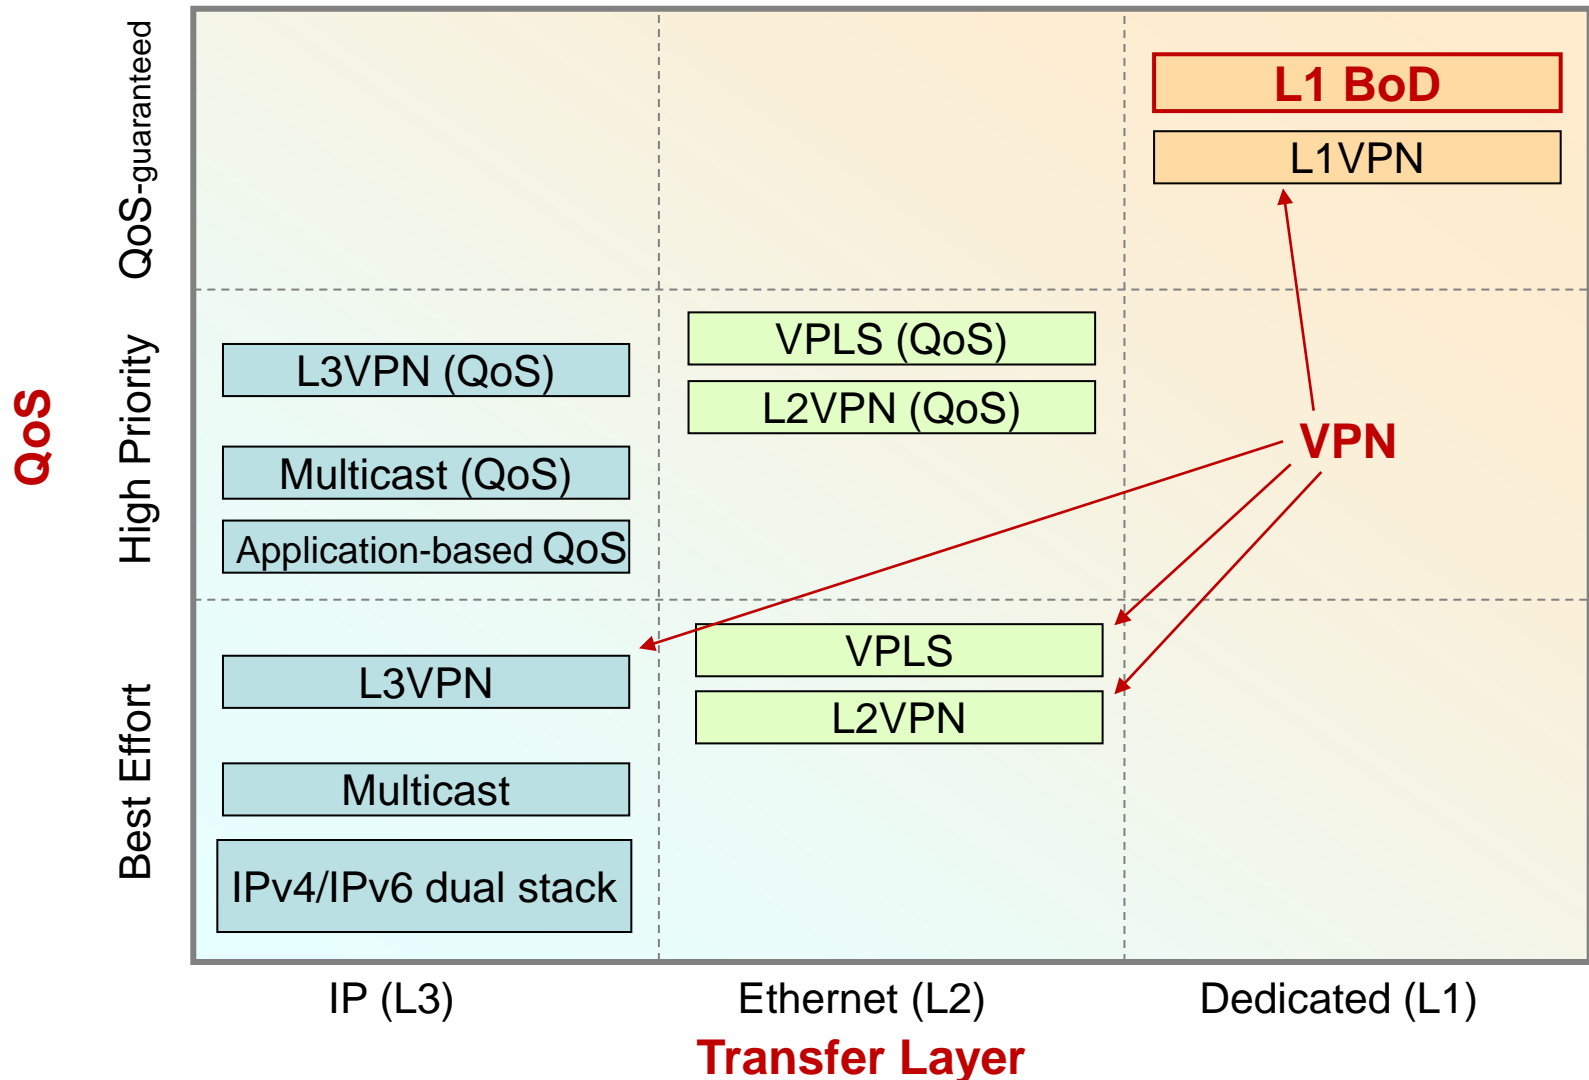 QoS
QoS-guaranteed
L1 BoD
L1VPN
High Priority
L3VPN (QoS)
Multicast (QoS)
Application-based QoS
VPLS (QoS)
L2VPN (QoS)
VPN
Best Effort
L3VPN
Multicast
IPv4/IPv6 dual stack
VPLS
L2VPN
IP (L3)
Ethernet (L2)
Dedicated (L1)
Transfer Layer